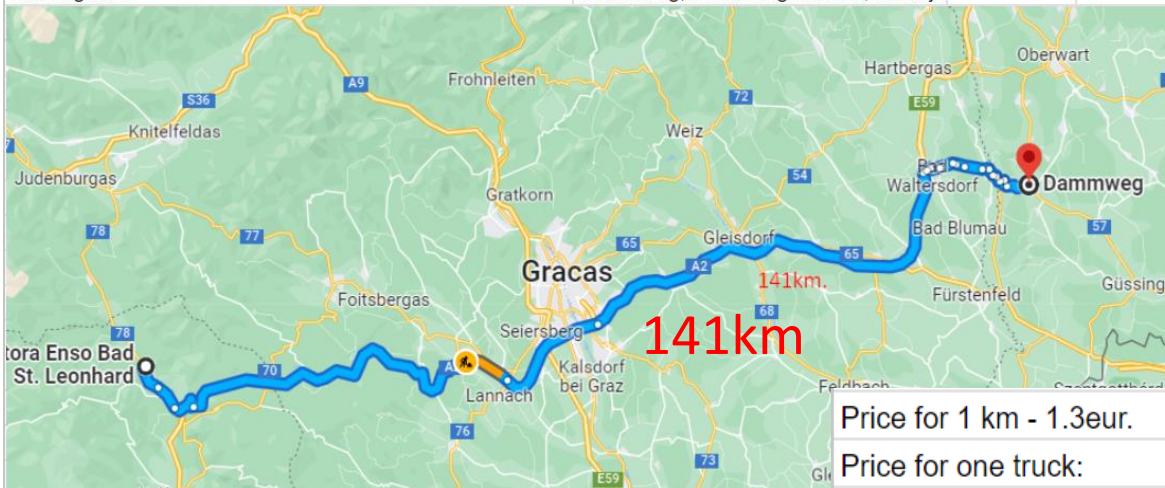 Oberwart
Hartbergas
Frohnleiten
A9
E59
S36
72
Knitelfeldas
Weiz
7
Judenburgas
54
Waltersdorf
Dammweg
Gratkorn
78
77
65
Gleisdorf
57
Bad Blumau
65
A2
Gracas
141km.
Güssing
Foitsbergas
Fürstenfeld
68
78
Seiersberg
141km
tora Enso Bad
St. Leonhard
70
Kalsdorf
bei Graz
Lannach
Feldbach
76
Price for 1 km - 1.3eur.
73
Price for one truck:
E59